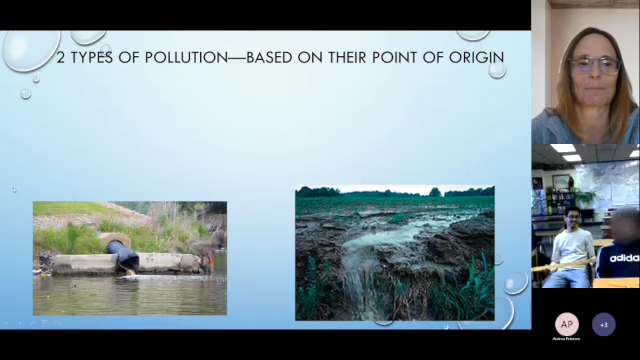 2 TYPES OF POLLUTION—BASED ON THEIR POINT OF ORIGIN
adidas
AP
+3